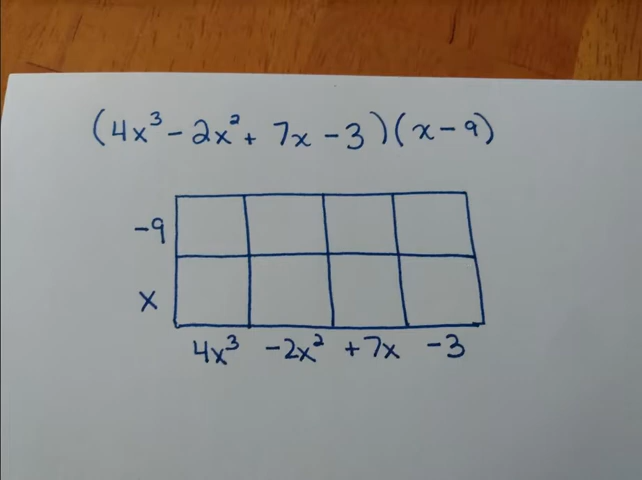 (4x³ - 2x² + 7x - 3)(x - 9)
-9
x
4x³ -2x² +7x -3